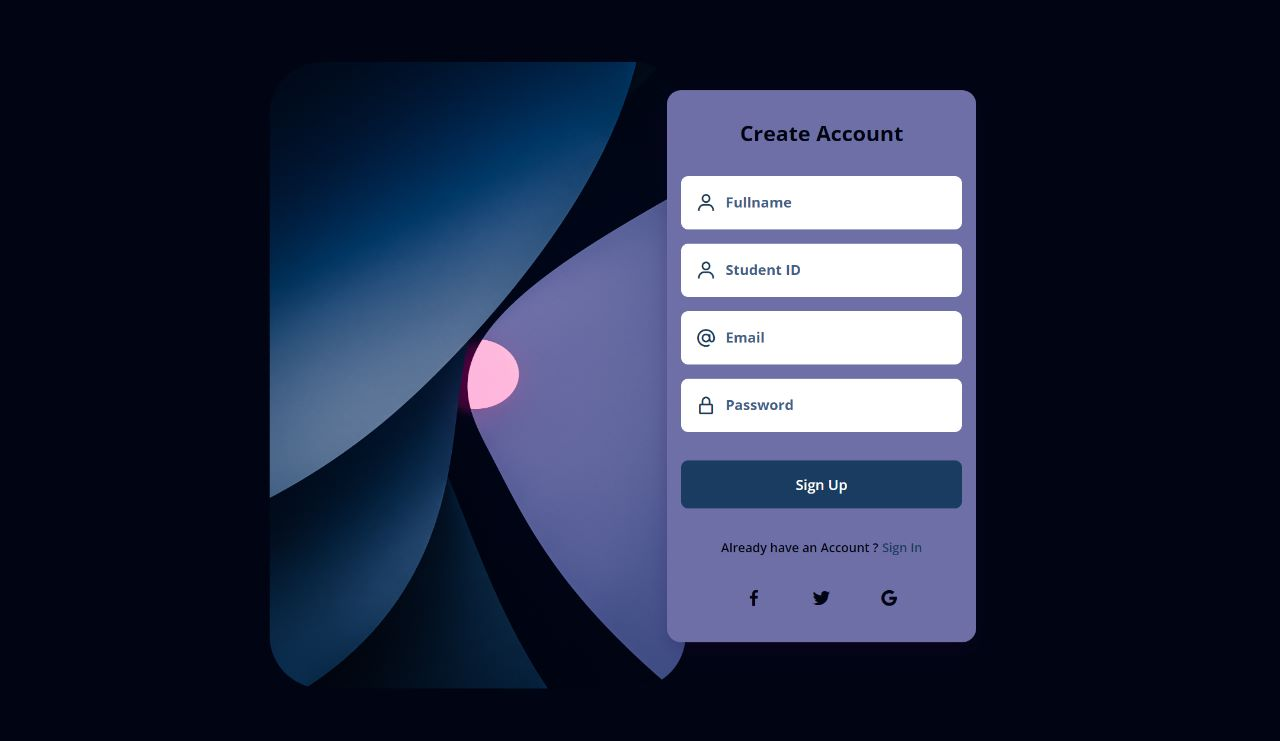 Create Account
Fullname
Student ID
Email
Password
Sign Up
Already have an Account ? Sign In